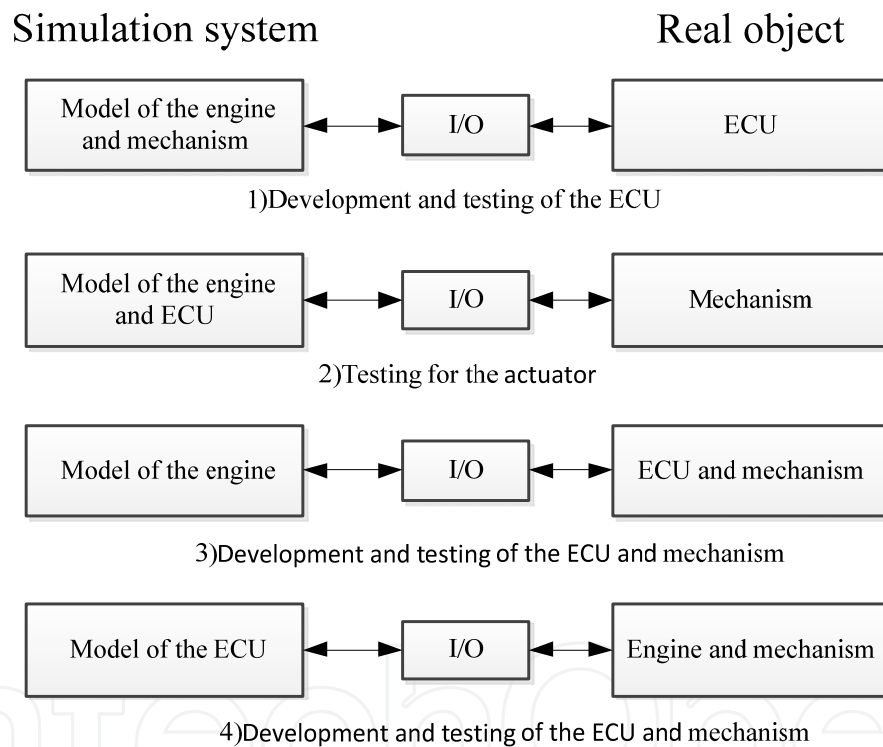 Simulation system
Real object
Model of the engine
and mechanism
I/O
ECU
1)Development and testing of the ECU
Model of the engine
and ECU
I/O
Mechanism
2)Testing for the actuator
Model of the engine
I/O
ECU and mechanism
3)Development and testing of the ECU and mechanism
Model of the ECU
I/O
Engine and mechanism
4)Development and testing of the ECU and mechanism